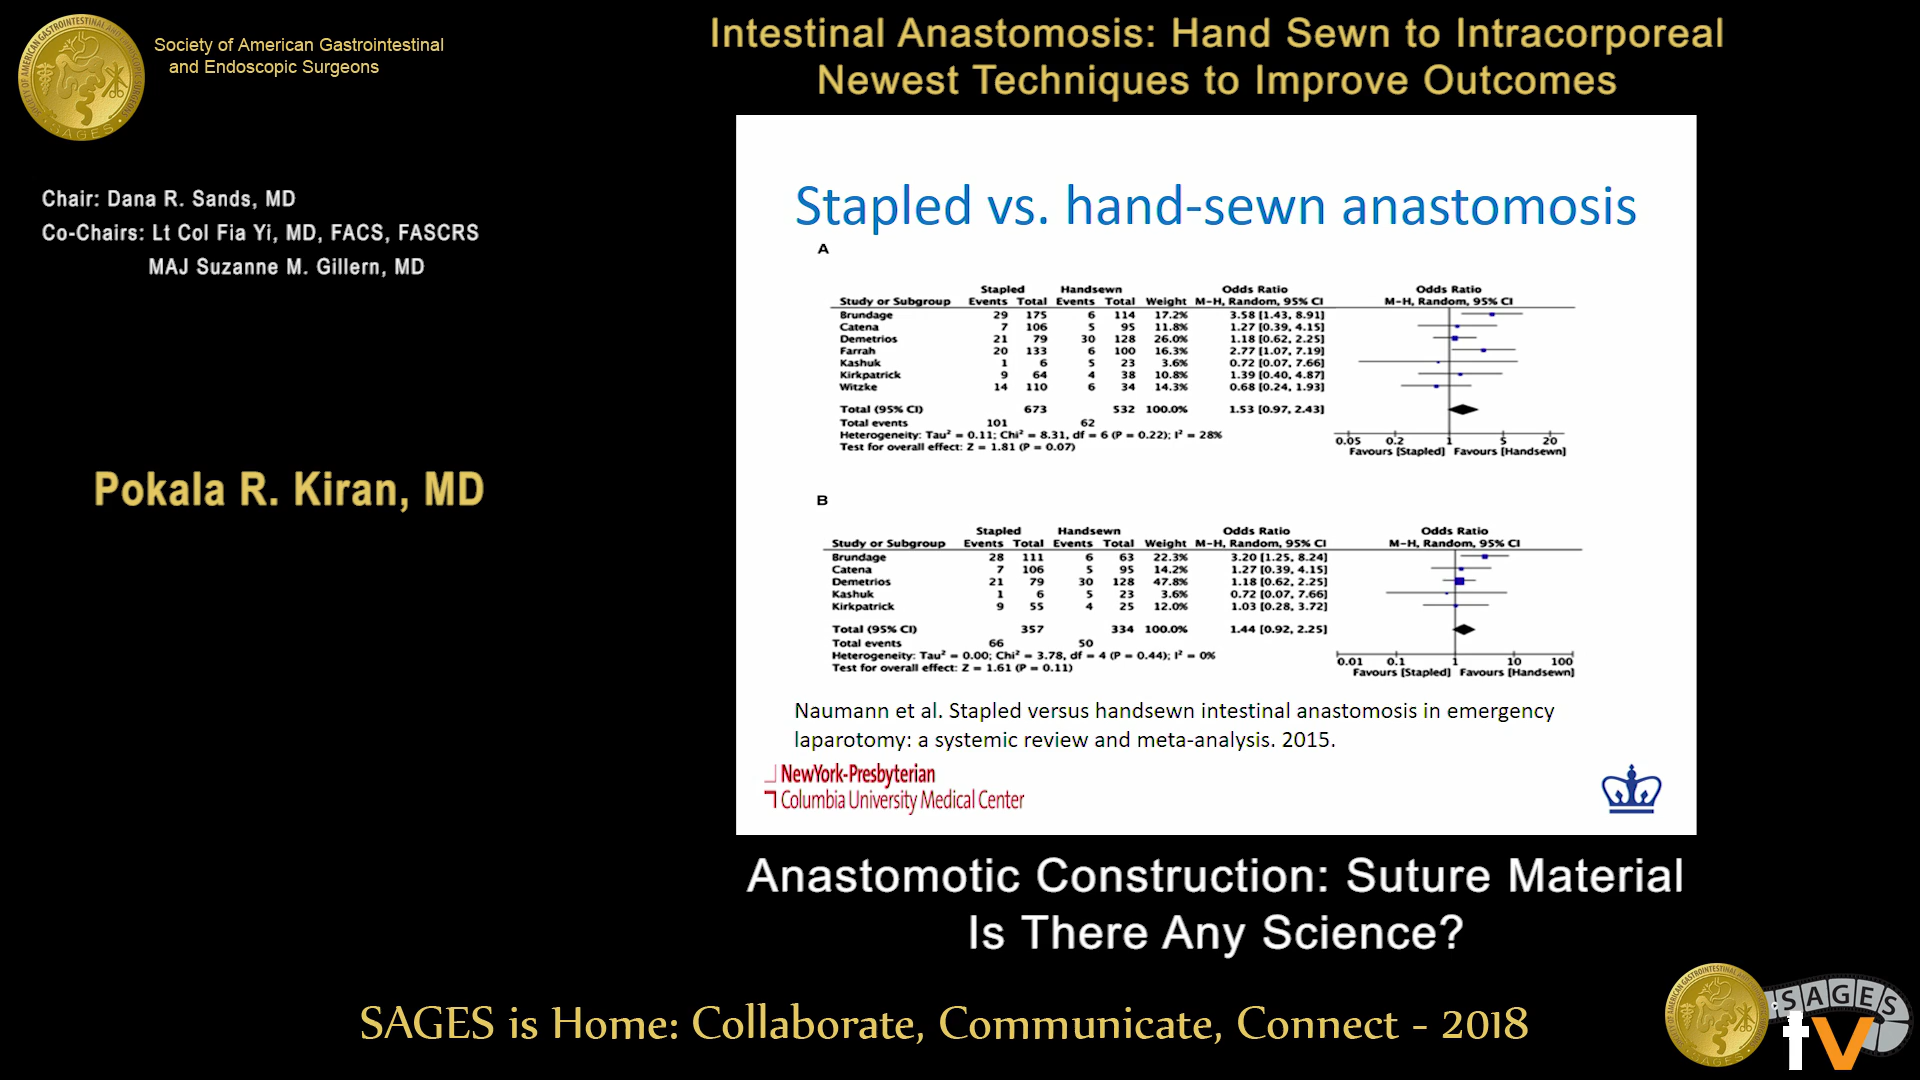 Society of American Gastrointestinal
and Endoscopic Surgeons
Intestinal Anastomosis: Hand Sewn to Intracorporeal
Newest Techniques to Improve Outcomes
Chair: Dana R. Sands, MD
Co-Chairs: Lt Col Fia Yi, MD, FACS, FASCRS
MAJ Suzanne M. Gillern, MD
Pokala R. Kiran, MD
Stapled vs. hand-sewn anastomosis
A
Stapled Handsewn Odds Ratio Odds Ratio
Study or Subgroup Events Total Events Total Weight M-H, Random, 95% CI M-H, Random, 95% CI
Brundage 29 175 6 114 17.2% 3.58 [1.43, 8.91]
Catena 7 106 5 95 11.8% 1.27 [0.39, 4.15]
Demetrios 21 79 30 128 26.0% 1.18 [0.62, 2.25]
Farrah 20 133 6 100 16.3% 2.77 [1.07, 7.19]
Kashuk 1 6 5 23 3.6% 0.72 [0.07, 7.66]
Kirkpatrick 9 64 4 38 10.8% 1.39 [0.40, 4.87]
Witzke 14 110 6 34 14.3% 0.68 [0.24, 1.93]
Total (95% CI) 673 532 100.0% 1.53 [0.97, 2.43]
Total events 101 62
Heterogeneity: Tau² = 0.11; Chi² = 8.31, df = 6 (P = 0.22); I² = 28%
Test for overall effect: Z = 1.81 (P = 0.07)
0.05 0.2 1 5 20
Favours [Stapled] Favours [Handsewn]
B
Stapled Handsewn Odds Ratio Odds Ratio
Study or Subgroup Events Total Events Total Weight M-H, Random, 95% CI M-H, Random, 95% CI
Brundage 28 111 6 63 22.3% 3.20 [1.25, 8.24]
Catena 7 106 5 95 14.2% 1.27 [0.39, 4.15]
Demetrios 21 79 30 128 47.8% 1.18 [0.62, 2.25]
Kashuk 1 6 5 23 3.6% 0.72 [0.07, 7.66]
Kirkpatrick 9 55 4 25 12.0% 1.03 [0.28, 3.72]
Total (95% CI) 357 334 100.0% 1.44 [0.92, 2.25]
Total events 66 50
Heterogeneity: Tau² = 0.00; Chi² = 3.78, df = 4 (P = 0.44); I² = 0%
Test for overall effect: Z = 1.61 (P = 0.11)
0.01 0.1 1 10 100
Favours [Stapled] Favours [Handsewn]
Naumann et al. Stapled versus handsewn intestinal anastomosis in emergency
laparotomy: a systemic review and meta-analysis. 2015.
NewYork-Presbyterian
Columbia University Medical Center
Anastomotic Construction: Suture Material
Is There Any Science?
SAGES is Home: Collaborate, Communicate, Connect - 2018
SAGES
tv